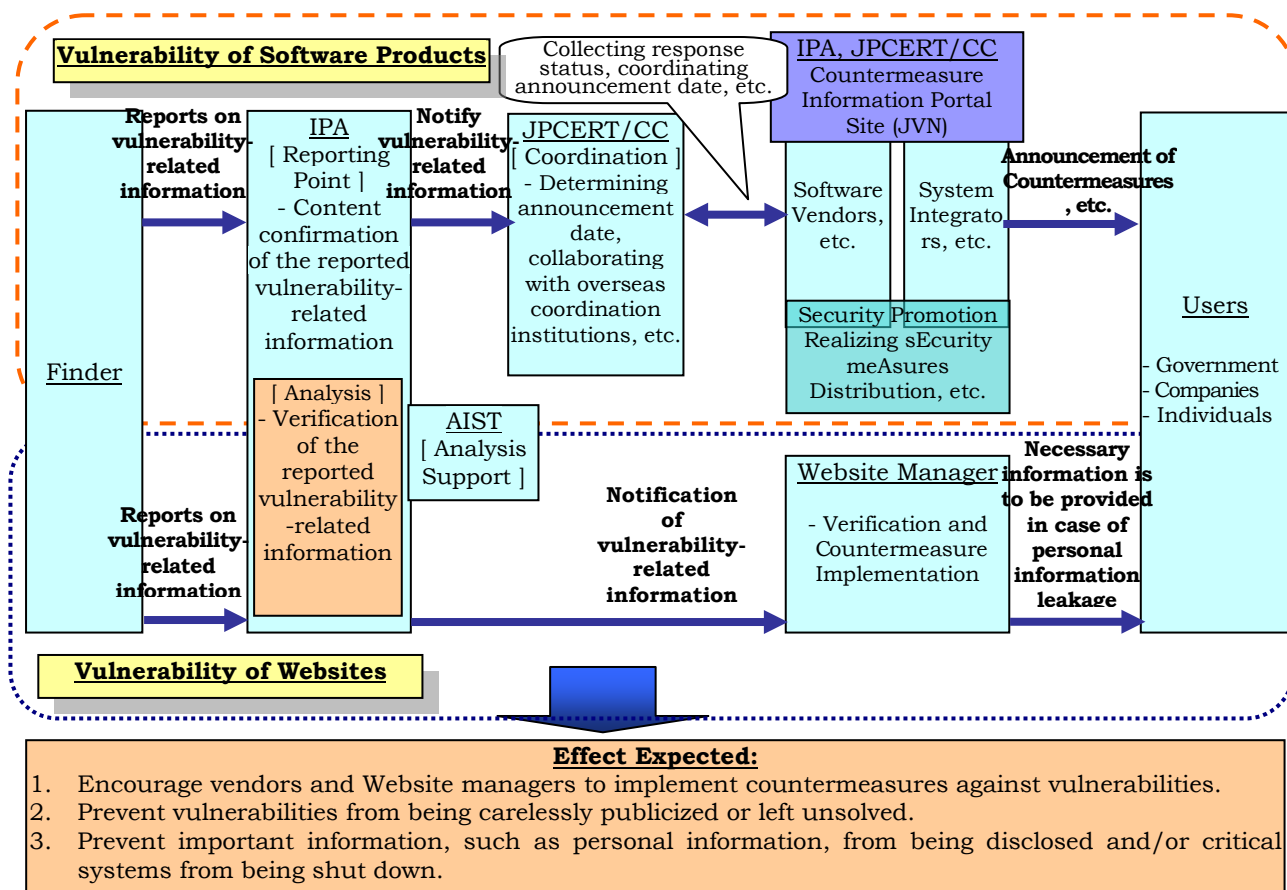 Vulnerability of Software Products
Collecting response
status, coordinating
announcement date, etc.
IPA, JPCERT/CC
Countermeasure
Information Portal
Site (JVN)
Finder
Reports on
vulnerability-
related
information
IPA
[ Reporting
Point ]
- Content
confirmation
of the reported
vulnerability-
related
information
Notify
vulnerability-
related
information
JPCERT/CC
[ Coordination ]
- Determining
announcement
date,
collaborating
with overseas
coordination
institutions, etc.
Software
Vendors,
etc.
System
Integrato
rs, etc.
Security Promotion
Realizing sEcurity
meAsures
Distribution, etc.
Announcement of
Countermeasures
, etc.
Users
- Government
- Companies
- Individuals
[ Analysis ]
- Verification
of the
reported
vulnerability
-related
information
AIST
[ Analysis
Support ]
Reports on
vulnerability-
related
information
Notification
of
vulnerability-
related
information
Website Manager
- Verification and
Countermeasure
Implementation
Necessary
information is
to be provided
in case of
personal
information
leakage
Vulnerability of Websites
Effect Expected:
1. Encourage vendors and Website managers to implement countermeasures against vulnerabilities.
2. Prevent vulnerabilities from being carelessly publicized or left unsolved.
3. Prevent important information, such as personal information, from being disclosed and/or critical
systems from being shut down.